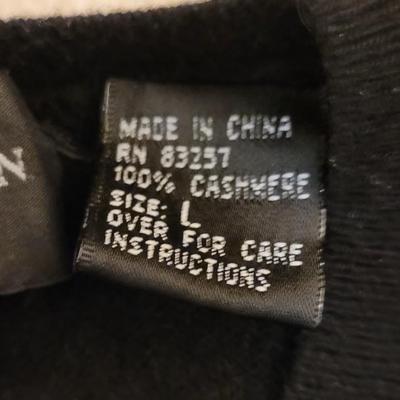 MADE IN CHINA
RN 83257
100% CASHMERE
SIZE: L
OVER FOR CARE
INSTRUCTIONS
N